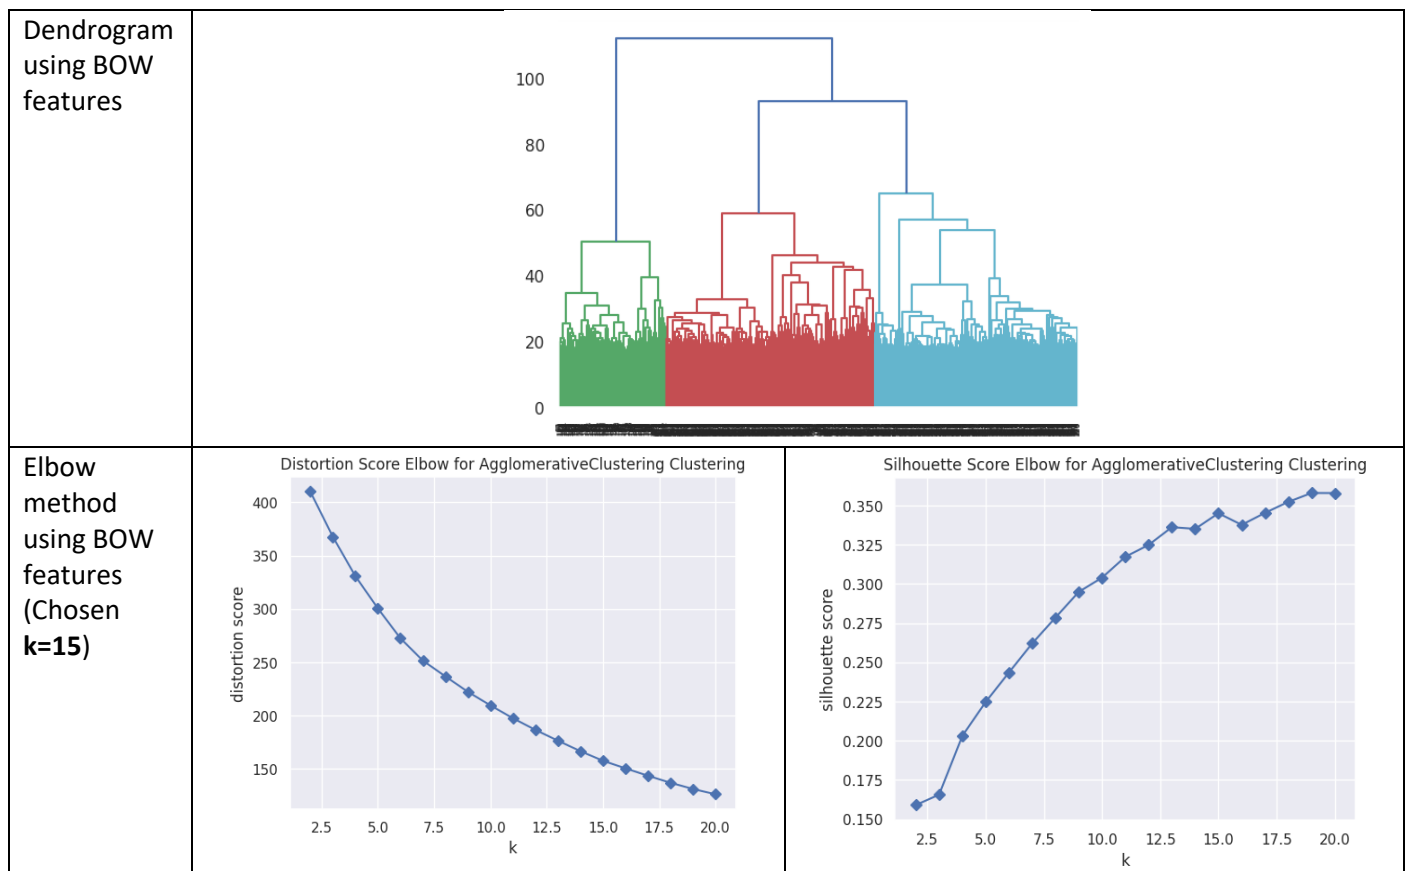 Dendrogram
using BOW
features
100
80
60
40
20
0
Elbow
method
using BOW
features
(Chosen
k=15)
Distortion Score Elbow for AgglomerativeClustering Clustering
400
350
300
250
200
150
distortion score
2.5 5.0 7.5 10.0 12.5 15.0 17.5 20.0
k
Silhouette Score Elbow for AgglomerativeClustering Clustering
0.350
0.325
0.300
0.275
0.250
0.225
0.200
0.175
0.150
silhouette score
2.5 5.0 7.5 10.0 12.5 15.0 17.5 20.0
k